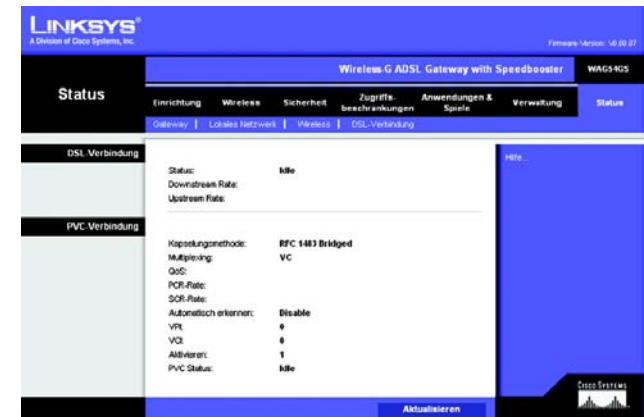 LINKSYS®
A Division of Cisco Systems, Inc.
Firmware-Version: V0.00.07
Wireless-G ADSL Gateway with Speedbooster
WAG54GS
Status
Einrichtung
Wireless
Sicherheit
Zugriffs-
beschränkungen
Anwendungen &
Spiele
Verwaltung
Status
Gateway | Lokales Netzwerk | Wireless | DSL-Verbindung
DSL-Verbindung
Hilfe...
Status: Idle
Downstream Rate:
Upstream Rate:
PVC-Verbindung
Kapselungsmethode: RFC 1483 Bridged
Multiplexing: VC
QoS:
PCR-Rate:
SCR-Rate:
Automatisch erkennen: Disable
VPI: 0
VCI: 0
Aktivieren: 1
PVC Status: Idle
Aktualisieren
CISCO SYSTEMS